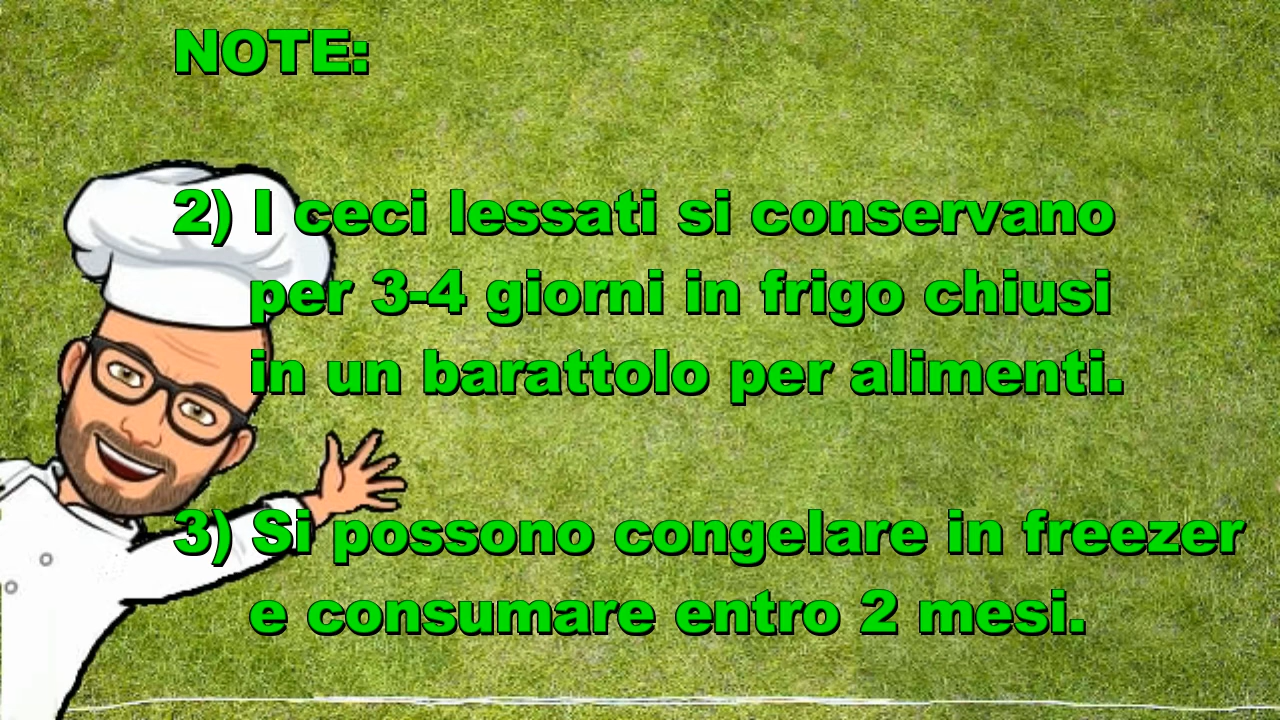 NOTE:
2) I ceci lessati si conservano
per 3-4 giorni in frigo chiusi
in un barattolo per alimenti.
3) Si possono congelare in freezer
e consumare entro 2 mesi.